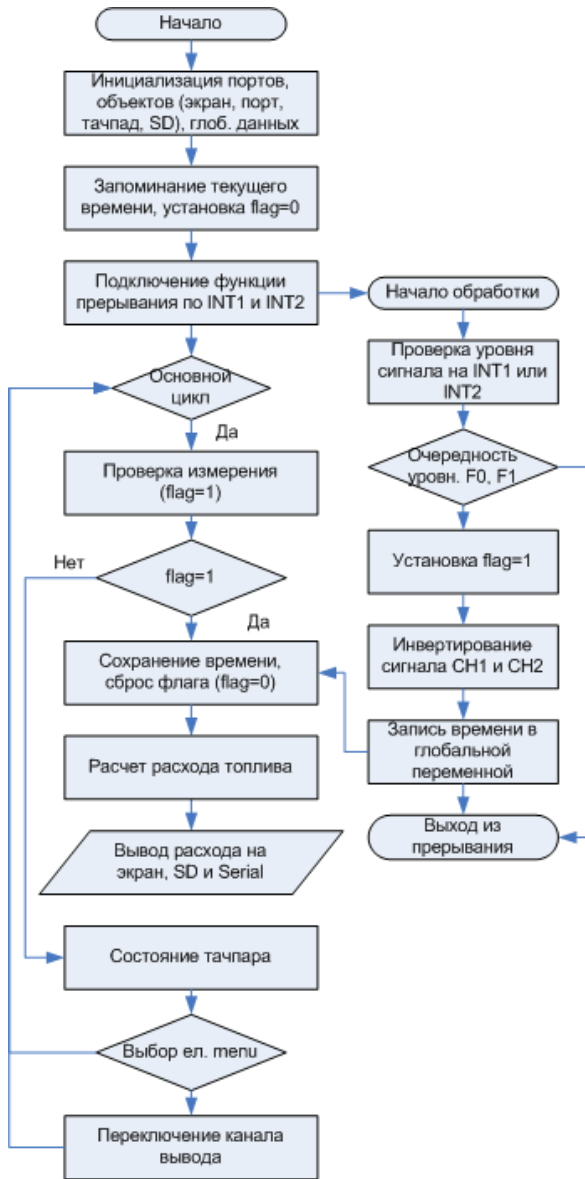 Начало
Инициализация портов,
объектов (экран, порт,
тачпад, SD), глоб. данных
Запоминание текущего
времени, установка flag=0
Подключение функции
прерывания по INT1 и INT2
Основной
цикл
Да
Проверка измерения
(flag=1)
Нет
flag=1
Да
Сохранение времени,
сброс флага (flag=0)
Расчет расхода топлива
Вывод расхода на
экран, SD и Serial
Состояние тачпара
Выбор ел. menu
Переключение канала
вывода
Начало обработки
Проверка уровня
сигнала на INT1 или
INT2
Очередность
уровн. F0, F1
Установка flag=1
Инвертирование
сигнала CH1 и CH2
Запись времени в
глобальной
переменной
Выход из
прерывания